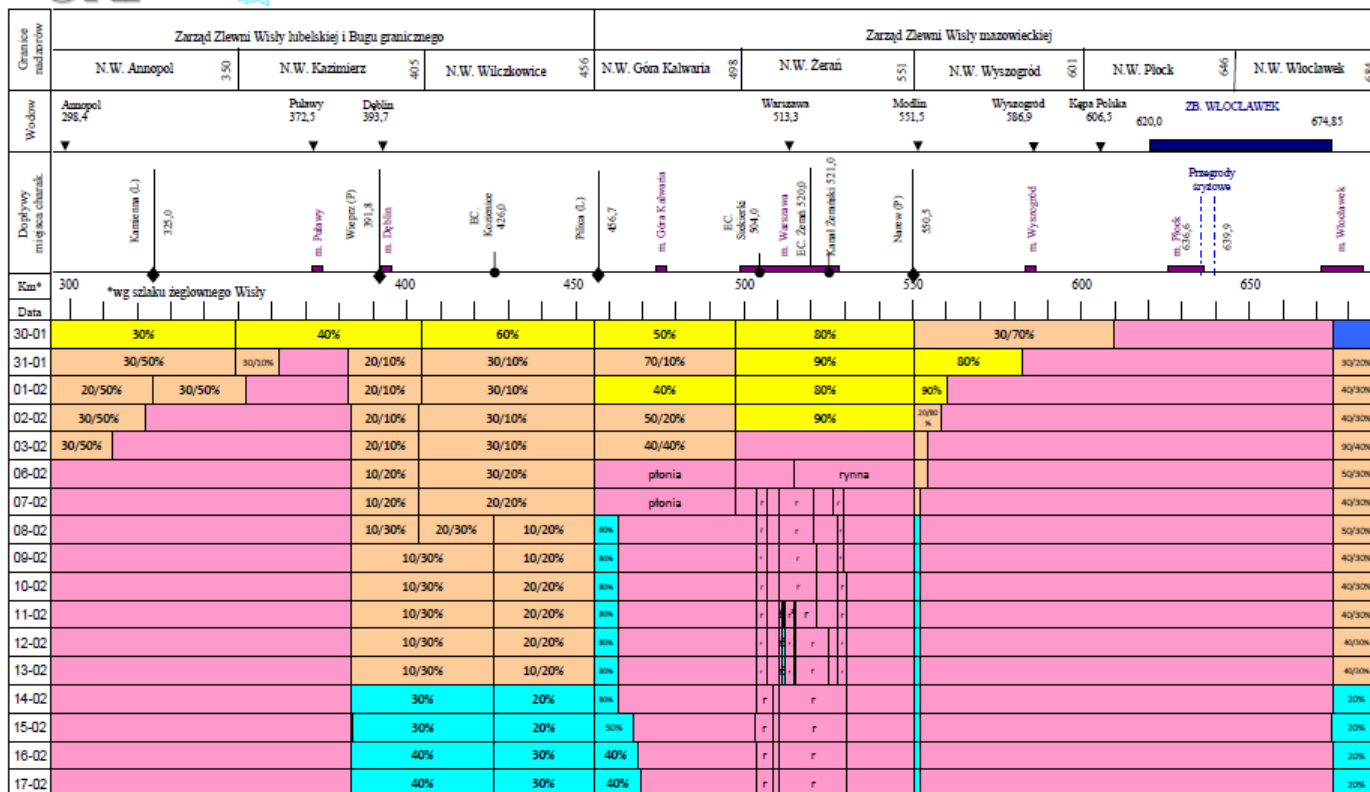 Granice nadzorów
Zarząd Zlewni Wisły lubelskiej i Bugu granicznego
Zarząd Zlewni Wisły mazowieckiej
N.W. Annopol 350 N.W. Kazimierz 405 N.W. Wilczkowice 456 N.W. Góra Kalwaria 498 N.W. Żerań 551 N.W. Wyszogród 601 N.W. Płock 646 N.W. Włocławek 684
Wodow
Annopol Puławy Dęblin Warszawa Modlin Wyszogród Kępa Polska ZB. WŁOCŁAWEK
298,4 372,5 393,7 513,3 551,5 586,9 606,5 620,0 674,85
Dopływy miejsca charak.
Kamienna (L) 325,0
m. Puławy
Wieprz (P) 391,8
m. Dęblin
EC. Kozienice 426,0
Pilica (L) 456,7
m. Góra Kalwaria
EC. Siekierki 504,0
m. Warszawa
EC. Żerań 520,0
Kanał Żerański 521,0
Narew (P) 550,5
m. Wyszogród
m. Płock 636,6
Przegrody śryżowe
639,9
m. Włocławek
Km* 300 *wg szlaku żeglownego Wisły 400 450 500 550 600 650
Data
30-01 30% 40% 60% 50% 80% 30/70%
31-01 30/50% 30/10% 20/10% 30/10% 70/10% 90% 80% 30/20%
01-02 20/50% 30/50% 20/10% 30/10% 40% 80% 90% 40/30%
02-02 30/50% 20/10% 30/10% 50/20% 90% 20/80% 40/30%
03-02 30/50% 20/10% 30/10% 40/40% 90/40%
06-02 10/20% 30/20% płonia rynna 50/30%
07-02 10/20% 20/20% płonia r r r 40/30%
08-02 10/30% 20/30% 10/20% 80% r r r 50/30%
09-02 10/30% 10/20% 80% r r r 40/30%
10-02 10/30% 20/20% 80% r r r 40/30%
11-02 10/30% 20/20% 80% r r r r 40/30%
12-02 10/30% 20/20% 80% r r r r 40/30%
13-02 10/30% 10/20% 80% r r r r 40/30%
14-02 30% 20% 80% r r 20%
15-02 30% 20% 50% r r 20%
16-02 40% 30% 40% r r 20%
17-02 40% 30% 40% r r 20%